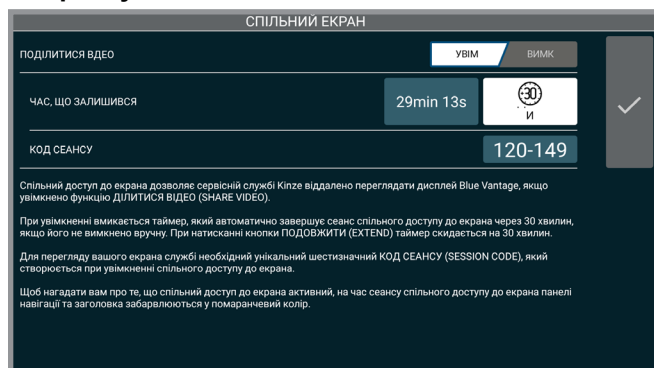 СПІЛЬНИЙ ЕКРАН
ПОДІЛИТИСЯ ВДЕО
УВІМ
ВИМК
ЧАС, ЩО ЗАЛИШИВСЯ
29min 13s
30
И
КОД СЕАНСУ
120-149
Спільний доступ до екрана дозволяє сервісній службі Kinze віддалено переглядати дисплей Blue Vantage, якщо
увімкнено функцію ДІЛИТИСЯ ВІДЕО (SHARE VIDEO).
При увімкненні вмикається таймер, який автоматично завершує сеанс спільного доступу до екрана через 30 хвилин,
якщо його не вимкнено вручну. При натисканні кнопки ПОДОВЖИТИ (EXTEND) таймер скидається на 30 хвилин.
Для перегляду вашого екрана службі необхідний унікальний шестизначний КОД СЕАНСУ (SESSION CODE), який
створюється при увімкненні спільного доступу до екрана.
Щоб нагадати вам про те, що спільний доступ до екрана активний, на час сеансу спільного доступу до екрана панелі
навігації та заголовка забарвлюються у помаранчевий колір.